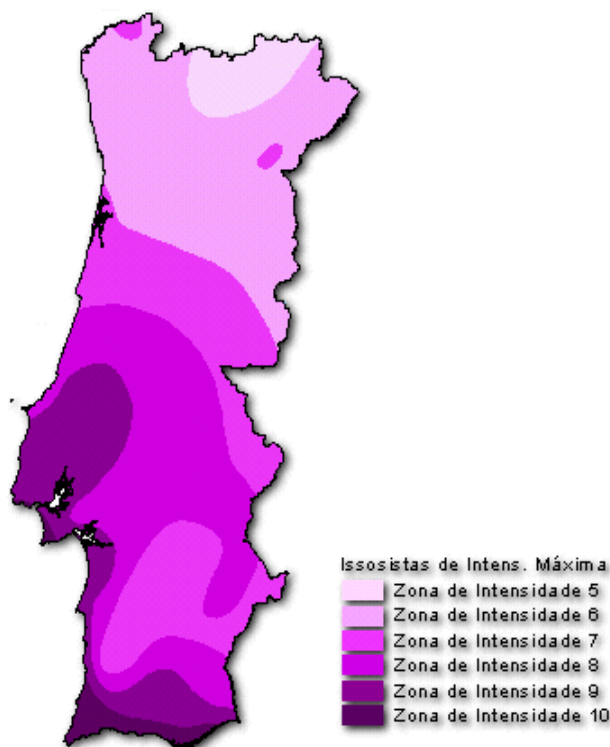 Issosistas de Intens. Máxima
Zona de Intensidade 5
Zona de Intensidade 6
Zona de Intensidade 7
Zona de Intensidade 8
Zona de Intensidade 9
Zona de Intensidade 10